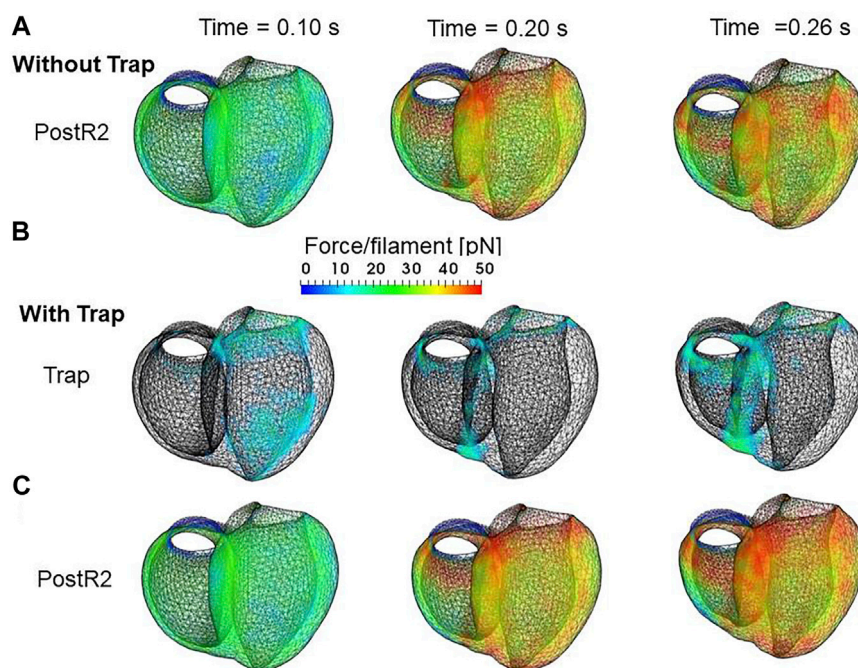 A
Time = 0.10 s
Time = 0.20 s
Time =0.26 s
Without Trap
PostR2
B
Force/filament [pN]
0 10 20 30 40 50
With Trap
Trap
C
PostR2